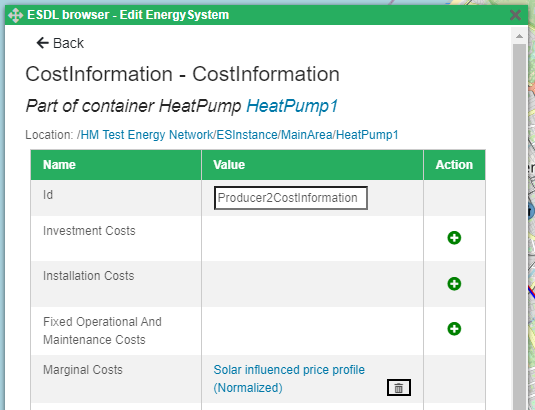 ESDL browser - Edit EnergySystem
Back
CostInformation - CostInformation
Part of container HeatPump HeatPump1
Location: /HM Test Energy Network/ESInstance/MainArea/HeatPump1
Name Value Action
Id Producer2CostInformation
Investment Costs
Installation Costs
Fixed Operational And
Maintenance Costs
Marginal Costs Solar influenced price profile
(Normalized)